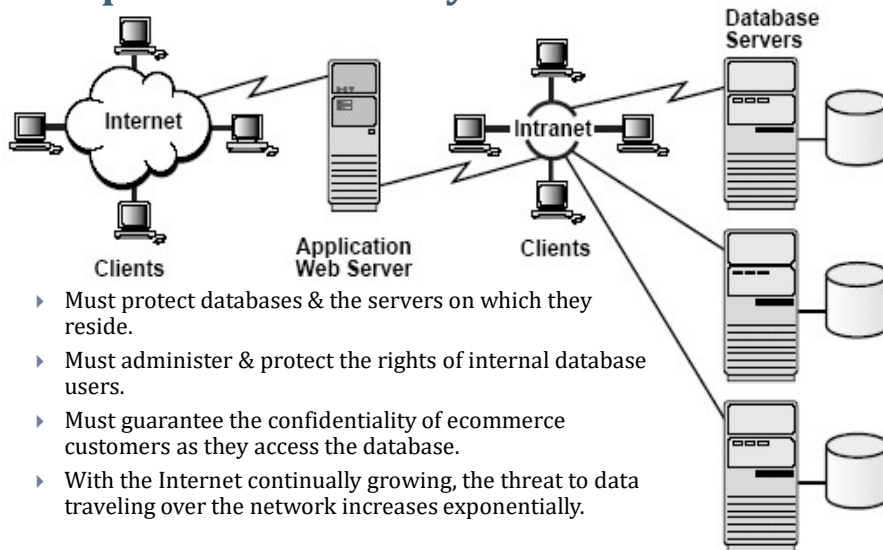 Database
Servers
Internet
Intranet
Application
Web Server
Clients
Clients
Must protect databases & the servers on which they
reside.
Must administer & protect the rights of internal database
users.
Must guarantee the confidentiality of ecommerce
customers as they access the database.
With the Internet continually growing, the threat to data
traveling over the network increases exponentially.